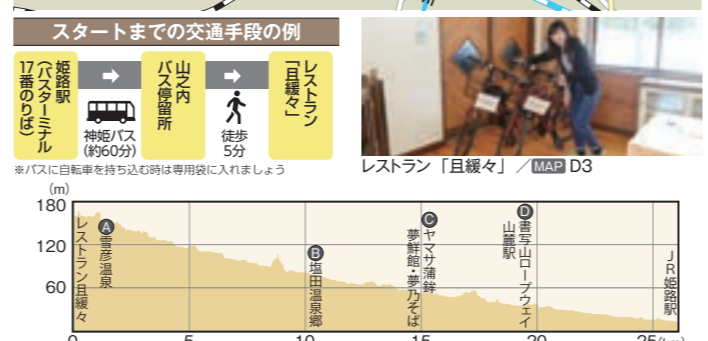 スタートまでの交通手段の例
姫路駅
(バスターミナル
17番のりば)
神姫バス
(約60分)
山之内
バス停留所
徒歩
5分
レストラン
「且緩々」
※バスに自転車を持ち込む時は専用袋に入れましょう
レストラン「且緩々」／MAP D3
(m)
180
120
60
レストラン且緩々
A 雪彦温泉
B 塩田温泉郷
C ヤマサ蒲鉾
夢鮮館・夢乃そば
D 書写山ロープウェイ
山麓駅
JR姫路駅
0 5 10 15 20 25(km)